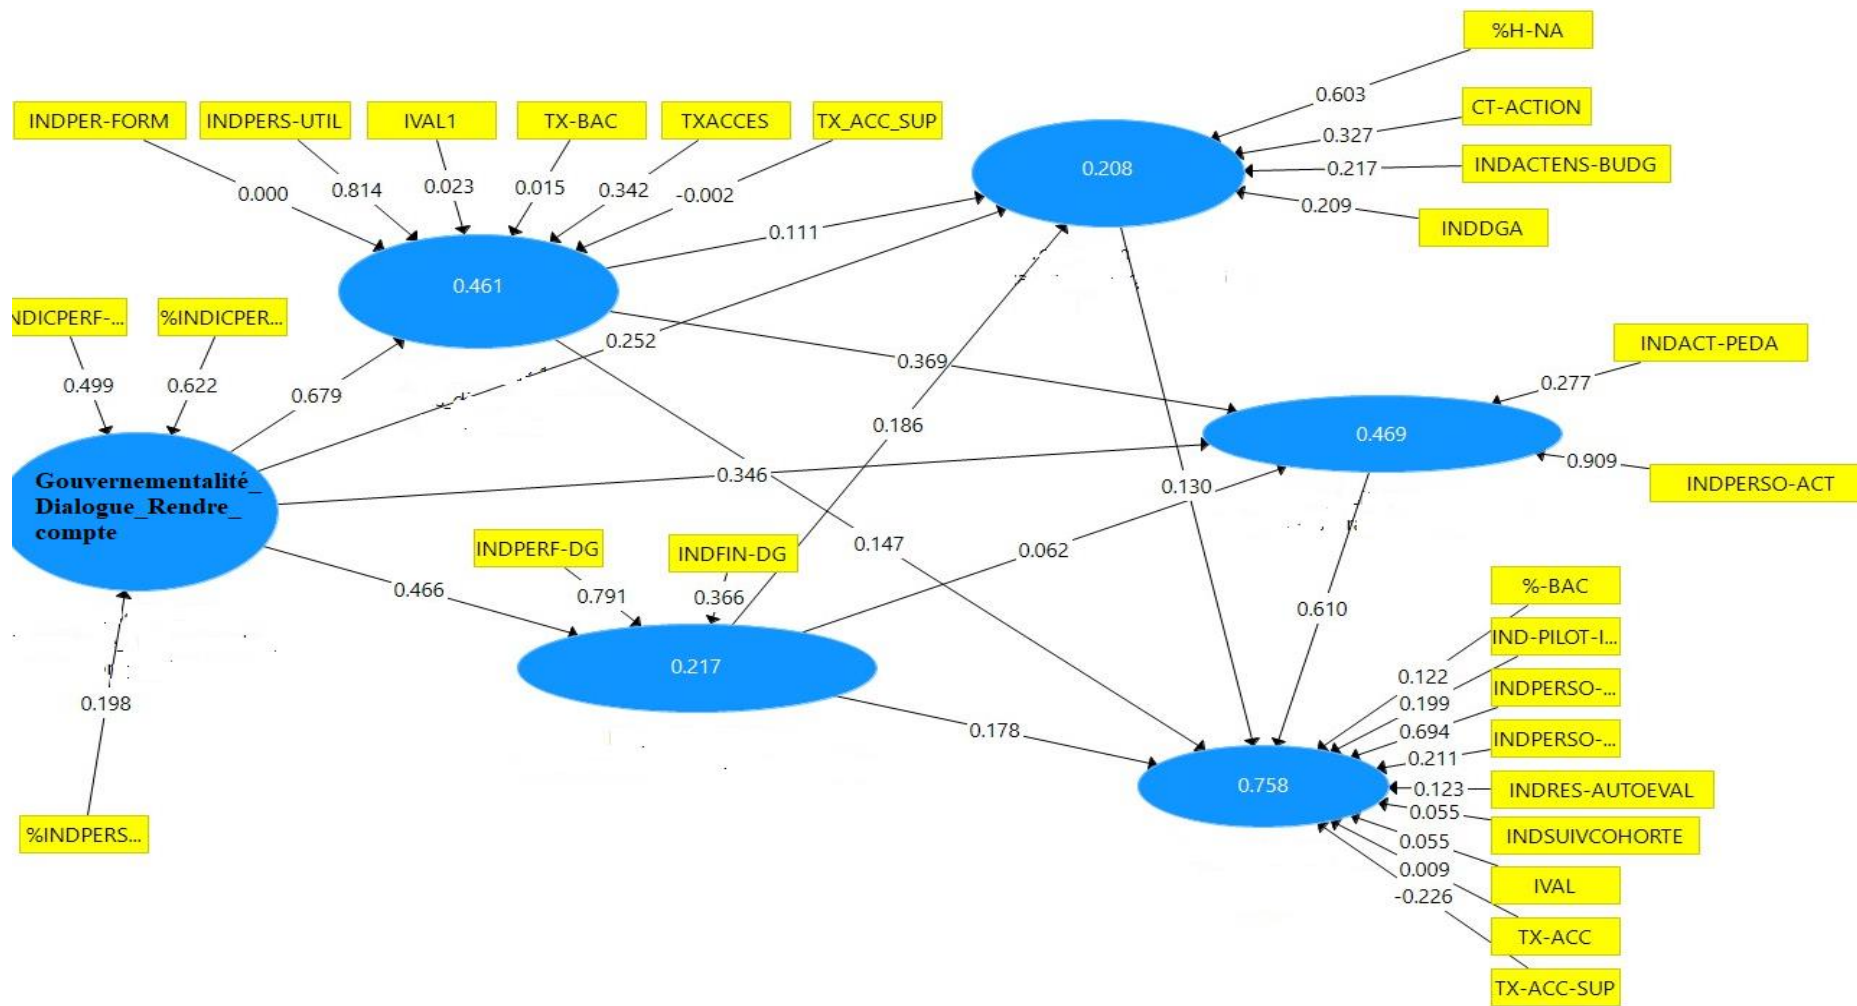 %H-NA
0.603
INDPER-FORM
INDPERS-UTIL
IVAL1
TX-BAC
TXACCES
TX_ACC_SUP
CT-ACTION
0.327
0.208
INDACTENS-BUDG
0.217
0.000
0.814
0.023
0.015
0.342
-0.002
0.209
INDDGA
0.111
0.461
NDICPERF-...
%INDICPER...
0.252
INDACT-PEDA
0.369
0.499
0.622
0.679
0.277
0.186
0.469
0.909
INDPERSO-ACT
0.346
0.130
Gouvernementalité_
Dialogue_Rendre_
compte
0.147
0.062
INDPERF-DG
INDFIN-DG
0.466
0.791
0.366
0.610
%-BAC
IND-PILOT-I...
0.217
0.122
0.199
INDPERSO-...
0.198
0.178
0.694
INDPERSO-...
0.211
0.758
0.123
INDRES-AUTOEVAL
0.055
INDSUIVCOHORTE
%INDPERS...
0.055
0.009
IVAL
-0.226
TX-ACC
TX-ACC-SUP